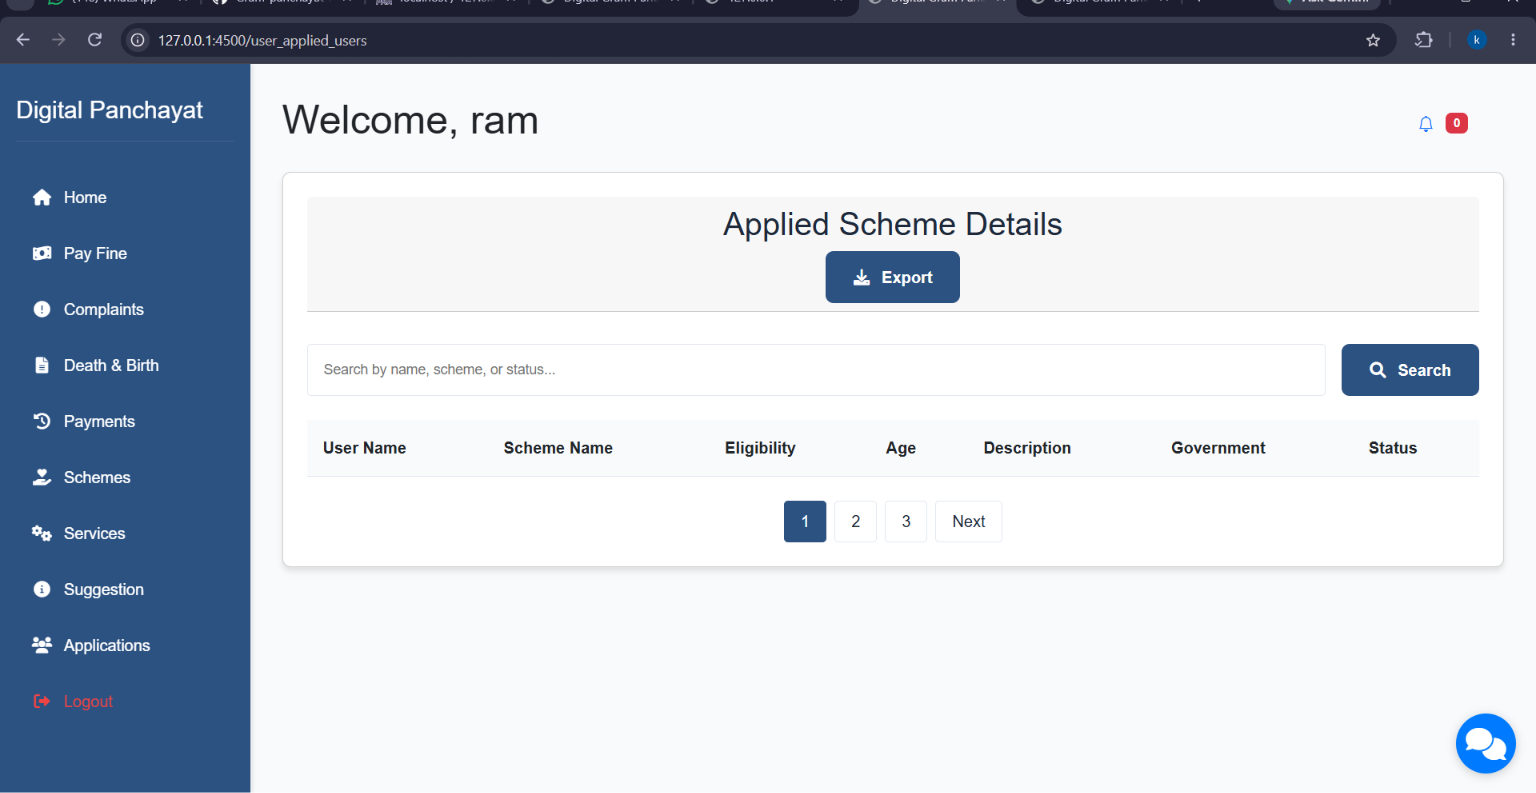 127.0.0.1:4500/user_applied_users
k
Digital Panchayat
Home
Pay Fine
Complaints
Death & Birth
Payments
Schemes
Services
Suggestion
Applications
Logout
Welcome, ram
0
Applied Scheme Details
Export
Search by name, scheme, or status...
Search
User Name Scheme Name Eligibility Age Description Government Status
1 2 3 Next